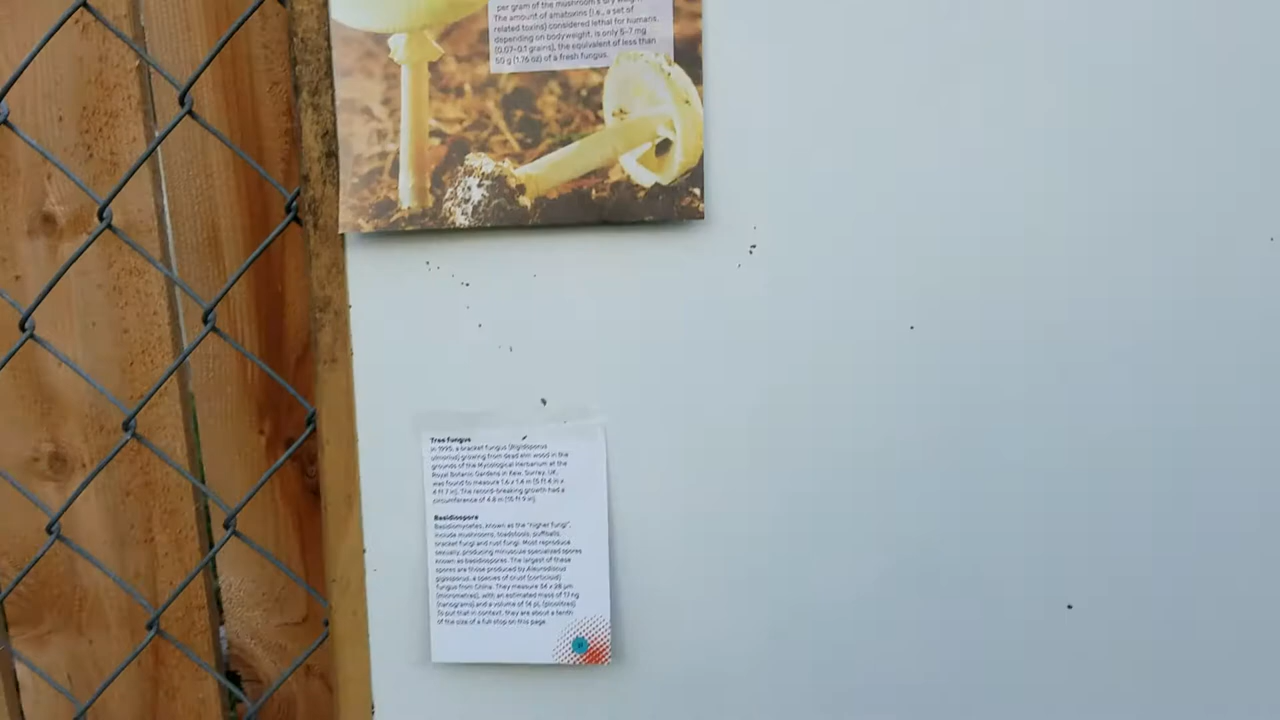 per gram of the mushroom's dry weight.
The amount of amatoxins (i.e., a set of
related toxins) considered lethal for humans,
depending on bodyweight, is only 5–7 mg
(0.07–0.1 grains), the equivalent of less than
50 g (1.76 oz) of a fresh fungus.
Tree fungus
In 1995, a bracket fungus (Rigidoporus
ulmarius) growing from dead elm wood in the
grounds of the Mycological Herbarium at the
Royal Botanic Gardens in Kew, Surrey, UK,
was found to measure 1.6 x 1.4 m (5 ft 4 in x
4 ft 7 in). The record-breaking growth had a
circumference of 4.8 m (15 ft 9 in).
Basidiospore
Basidiomycetes, known as the "higher fungi",
include mushrooms, toadstools, puffballs,
bracket fungi and rust fungi. Most reproduce
sexually, producing minuscule specialized spores
known as basidiospores. The largest of these
spores are those produced by Aleurodiscus
gigasporus, a species of crust (corticioid)
fungus from China. They measure 34 x 28 µm
(micrometres), with an estimated mass of 17 ng
(nanograms) and a volume of 14 pl (picolitres).
To put that in context, they are about a tenth
of the size of a full stop on this page.